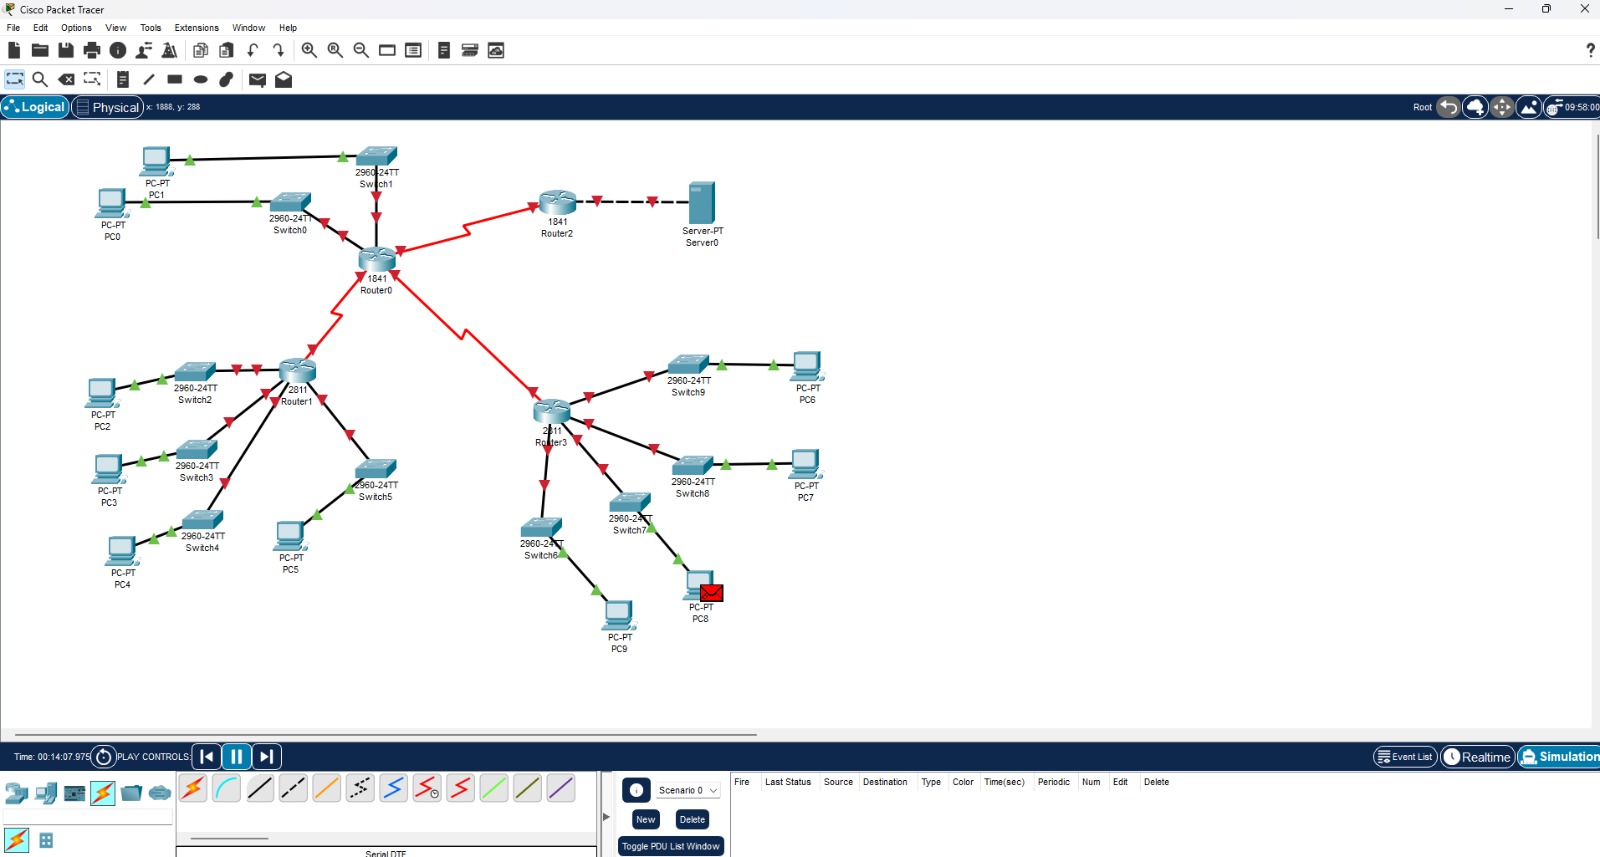 Cisco Packet Tracer
File Edit Options View Tools Extensions Window Help
Logical Physical x: 1888, y: 288 Root 09:58:00
PC-PT
PC1
2960-24TT
Switch1
PC-PT
PC0
2960-24TT
Switch0
1841
Router2
Server-PT
Server0
1841
Router0
2960-24TT
Switch2
2811
Router1
PC-PT
PC2
2960-24TT
Switch9
PC-PT
PC6
2811
Router3
2960-24TT
Switch3
PC-PT
PC3
2960-24TT
Switch5
2960-24TT
Switch8
PC-PT
PC7
2960-24TT
Switch4
PC-PT
PC4
PC-PT
PC5
2960-24TT
Switch7
2960-24TT
Switch6
PC-PT
PC8
PC-PT
PC9
Time: 00:14:07.975 PLAY CONTROLS: Event List Realtime Simulation
Scenario 0
New Delete
Toggle PDU List Window
Fire Last Status Source Destination Type Color Time(sec) Periodic Num Edit Delete
Serial DTE